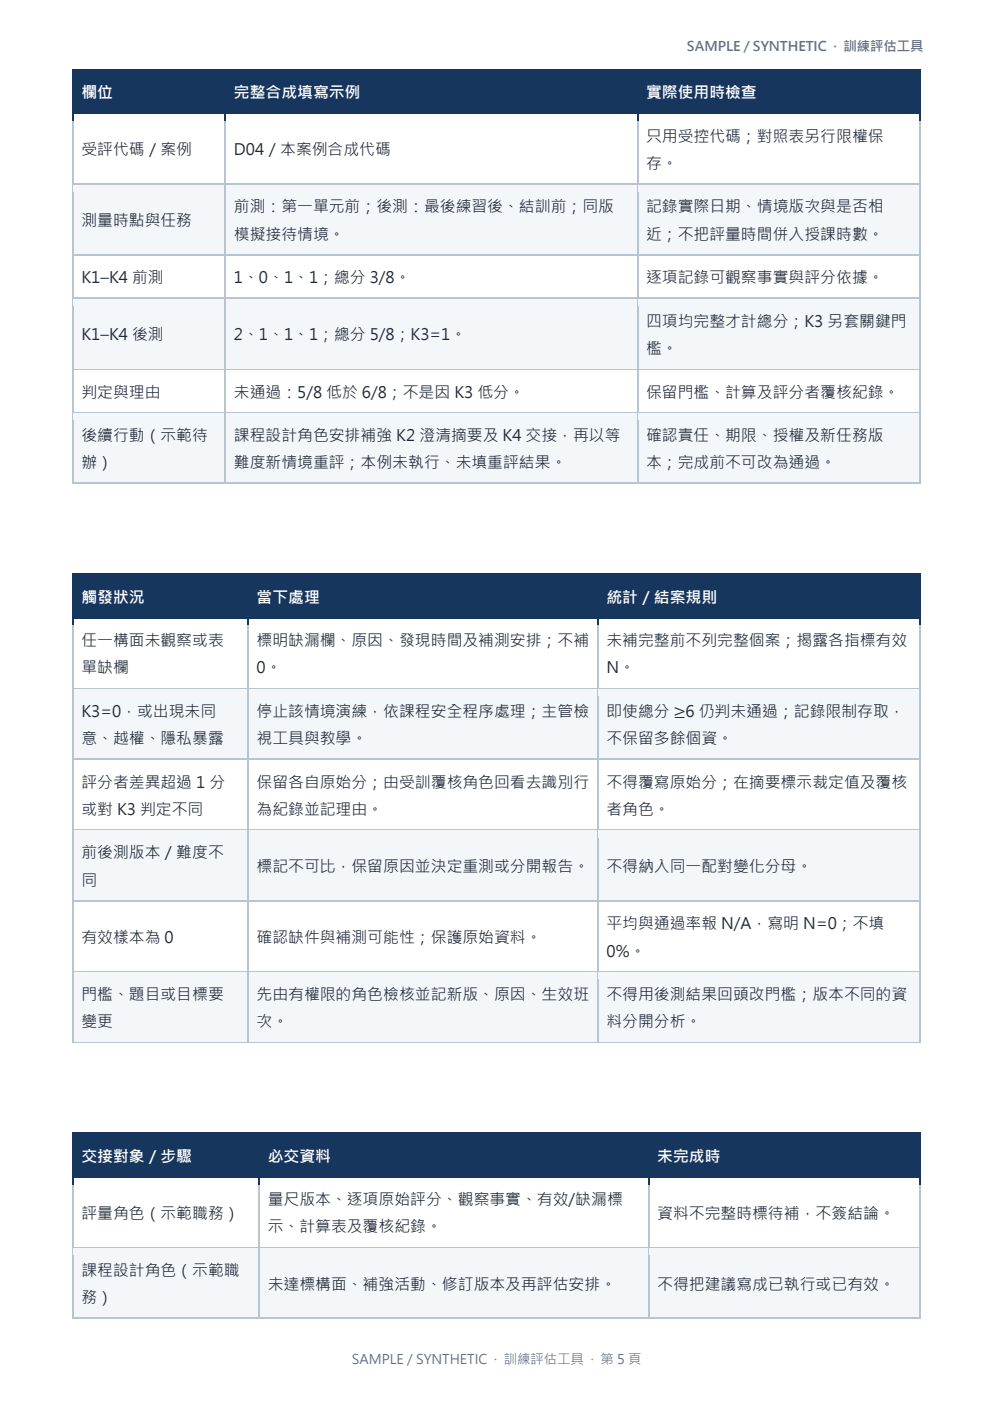 SAMPLE / SYNTHETIC · 訓練評估工具
欄位
完整合成填寫示例
實際使用時檢查
受評代碼 / 案例
D04 / 本案例合成代碼
只用受控代碼；對照表另行限權保
存。
測量時點與任務
前測：第一單元前；後測：最後練習後、結訓前；同版
模擬接待情境。
記錄實際日期、情境版次與是否相
近；不把評量時間併入授課時數。
K1–K4 前測
1、0、1、1；總分 3/8。
逐項記錄可觀察事實與評分依據。
K1–K4 後測
2、1、1、1；總分 5/8；K3=1。
四項均完整才計總分；K3 另套關鍵門
檻。
判定與理由
未通過：5/8 低於 6/8；不是因 K3 低分。
保留門檻、計算及評分者覆核紀錄。
後續行動（示範待
辦）
課程設計角色安排補強 K2 澄清摘要及 K4 交接，再以等
難度新情境重評；本例未執行、未填重評結果。
確認責任、期限、授權及新任務版
本；完成前不可改為通過。
觸發狀況
當下處理
統計 / 結案規則
任一構面未觀察或表
單缺欄
標明缺漏欄、原因、發現時間及補測安排；不補
0。
未補完整前不列完整個案；揭露各指標有效
N。
K3=0，或出現未同
意、越權、隱私暴露
停止該情境演練，依課程安全程序處理；主管檢
視工具與教學。
即使總分 ≥6 仍判未通過；記錄限制存取，
不保留多餘個資。
評分者差異超過 1 分
或對 K3 判定不同
保留各自原始分；由受訓覆核角色回看去識別行
為紀錄並記理由。
不得覆寫原始分；在摘要標示裁定值及覆核
者角色。
前後測版本 / 難度不
同
標記不可比，保留原因並決定重測或分開報告。
不得納入同一配對變化分母。
有效樣本為 0
確認缺件與補測可能性；保護原始資料。
平均與通過率報 N/A，寫明 N=0；不填
0%。
門檻、題目或目標要
變更
先由有權限的角色檢核並記新版、原因、生效班
次。
不得用後測結果回頭改門檻；版本不同的資
料分開分析。
交接對象 / 步驟
必交資料
未完成時
評量角色（示範職務）
量尺版本、逐項原始評分、觀察事實、有效/缺漏標
示、計算表及覆核紀錄。
資料不完整時標待補，不簽結論。
課程設計角色（示範職
務）
未達標構面、補強活動、修訂版本及再評估安排。
不得把建議寫成已執行或已有效。
SAMPLE / SYNTHETIC · 訓練評估工具 · 第 5 頁